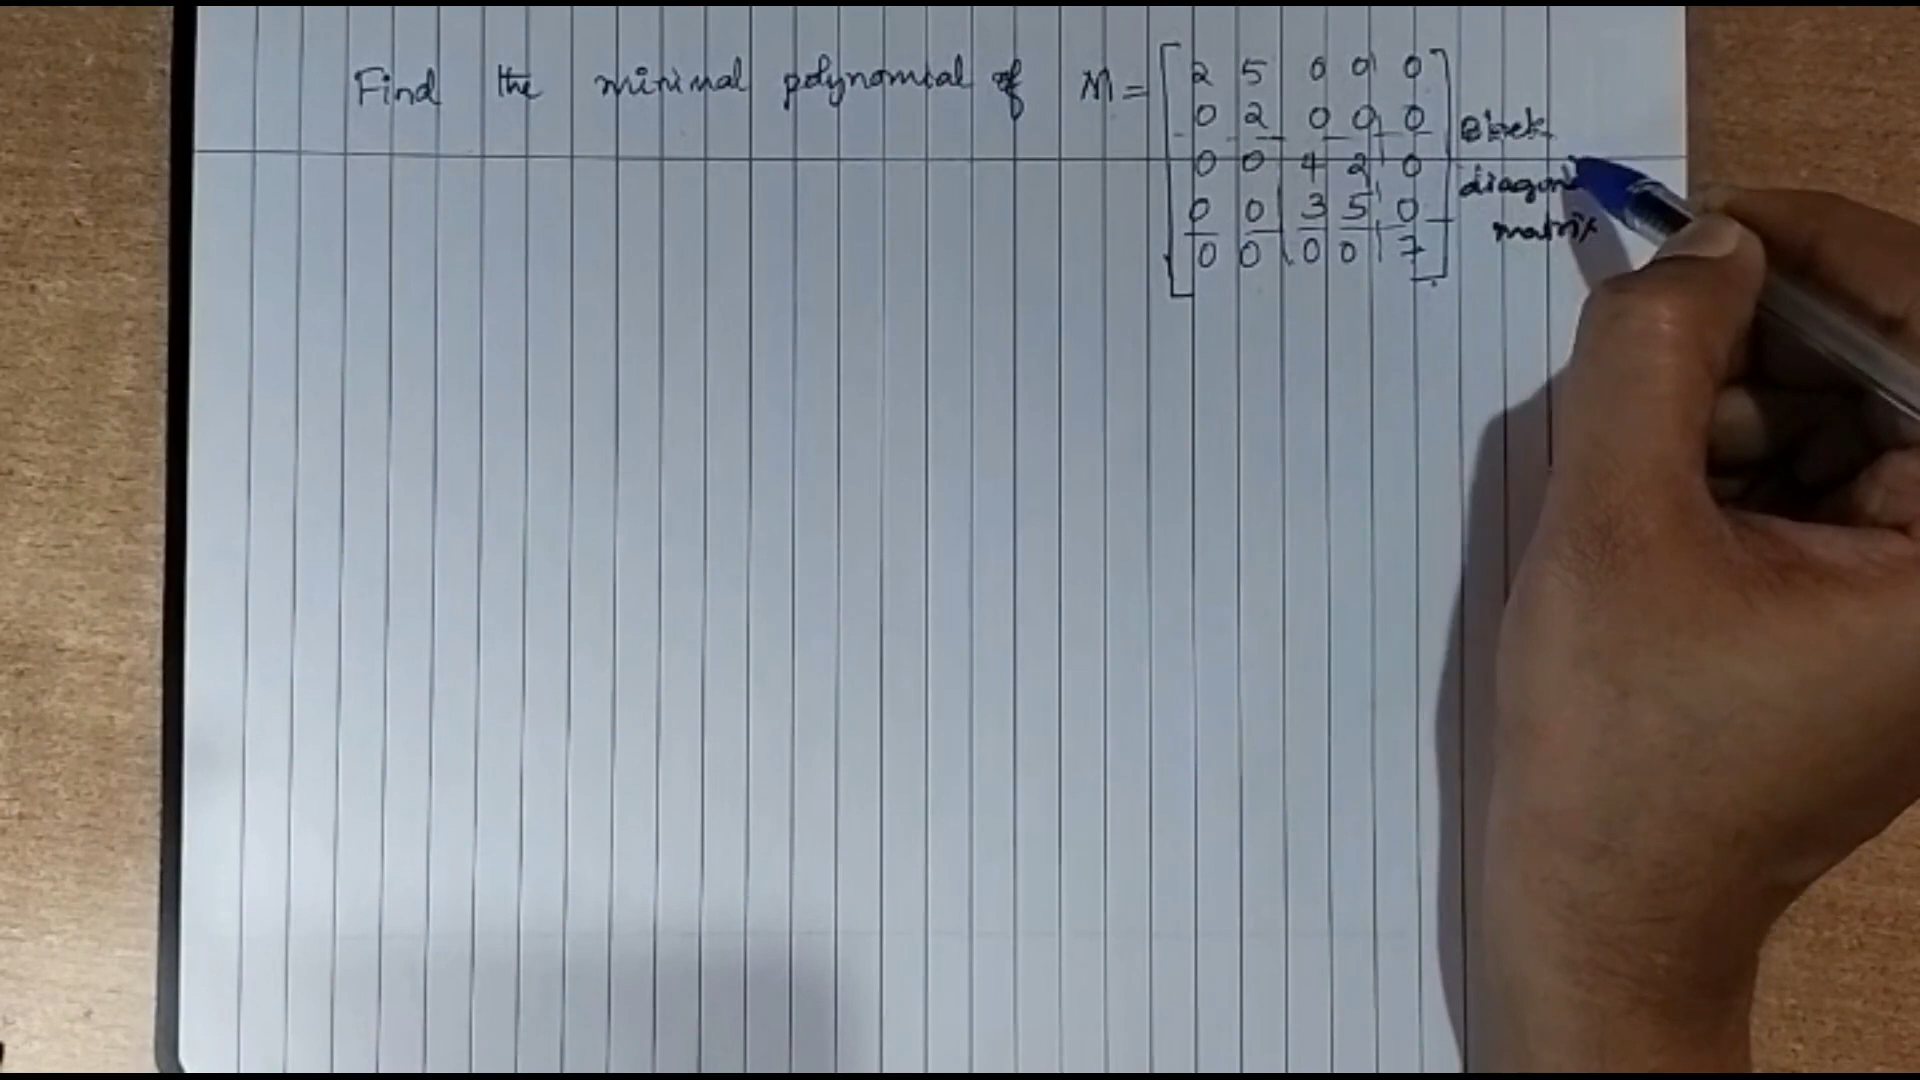 Find the minimal polynomial of M = [2 5 0 0 0
0 2 0 0 0
0 0 4 2 0
0 0 3 5 0
0 0 0 0 7]
Block
diagonal
matrix